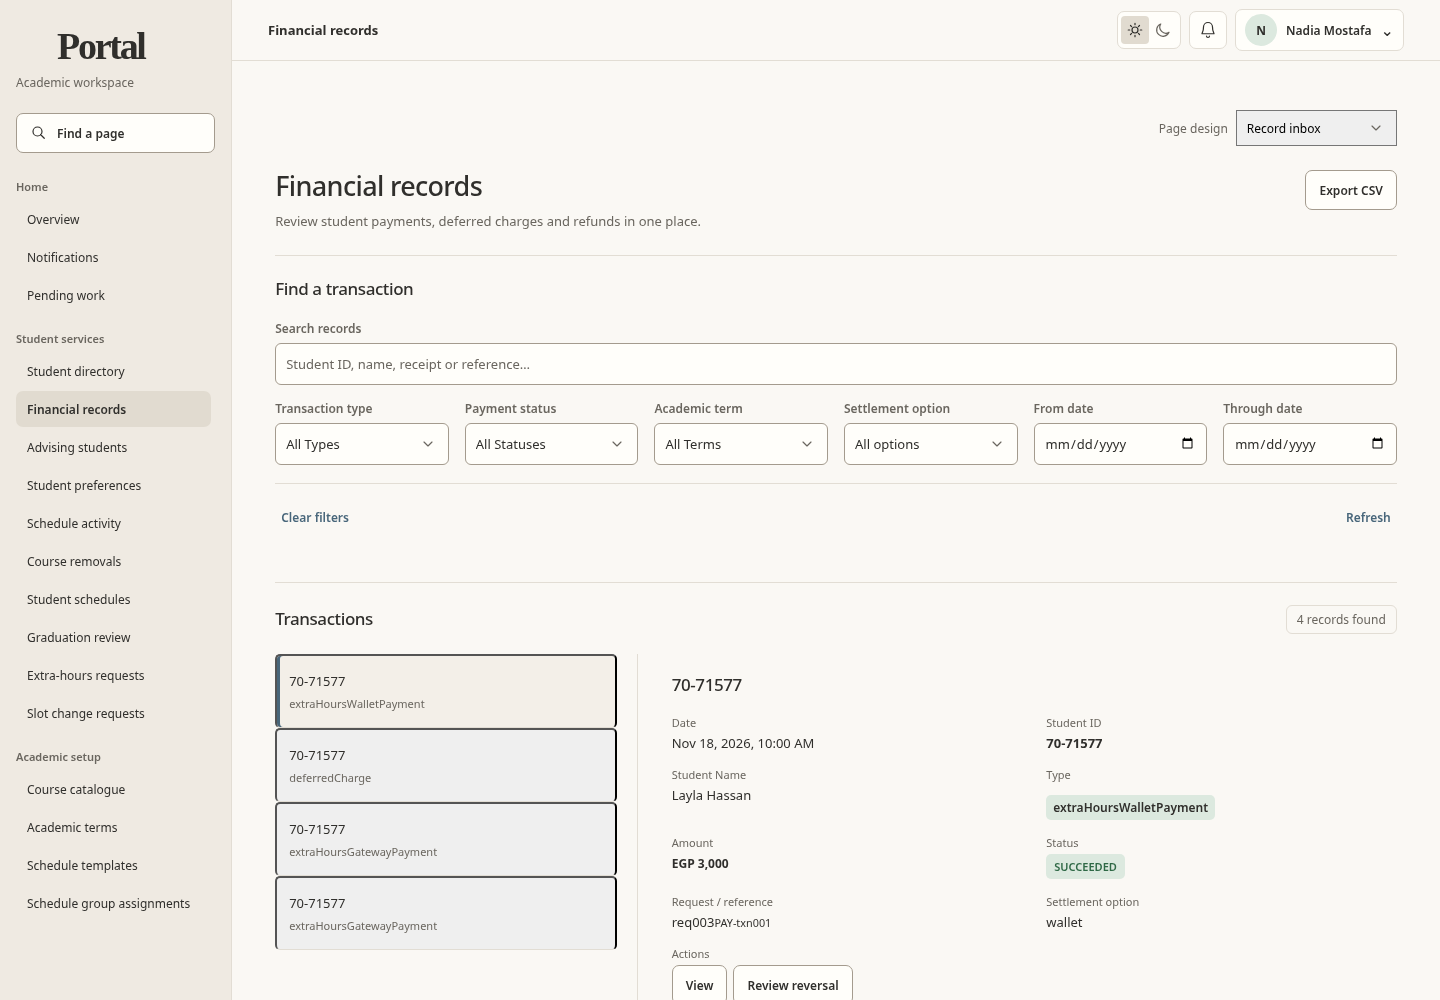 Portal
Academic workspace
Find a page
Home
Overview
Notifications
Pending work
Student services
Student directory
Financial records
Advising students
Student preferences
Schedule activity
Course removals
Student schedules
Graduation review
Extra-hours requests
Slot change requests
Academic setup
Course catalogue
Academic terms
Schedule templates
Schedule group assignments
Financial records
N Nadia Mostafa
Page design Record inbox
Financial records
Export CSV
Review student payments, deferred charges and refunds in one place.
Find a transaction
Search records
Student ID, name, receipt or reference...
Transaction type Payment status Academic term Settlement option From date Through date
All Types All Statuses All Terms All options mm/dd/yyyy mm/dd/yyyy
Clear filters Refresh
Transactions 4 records found
70-71577
extraHoursWalletPayment
70-71577
deferredCharge
70-71577
extraHoursGatewayPayment
70-71577
extraHoursGatewayPayment
70-71577
Date Student ID
Nov 18, 2026, 10:00 AM 70-71577
Student Name Type
Layla Hassan extraHoursWalletPayment
Amount Status
EGP 3,000 SUCCEEDED
Request / reference Settlement option
req003PAY-txn001 wallet
Actions
View Review reversal